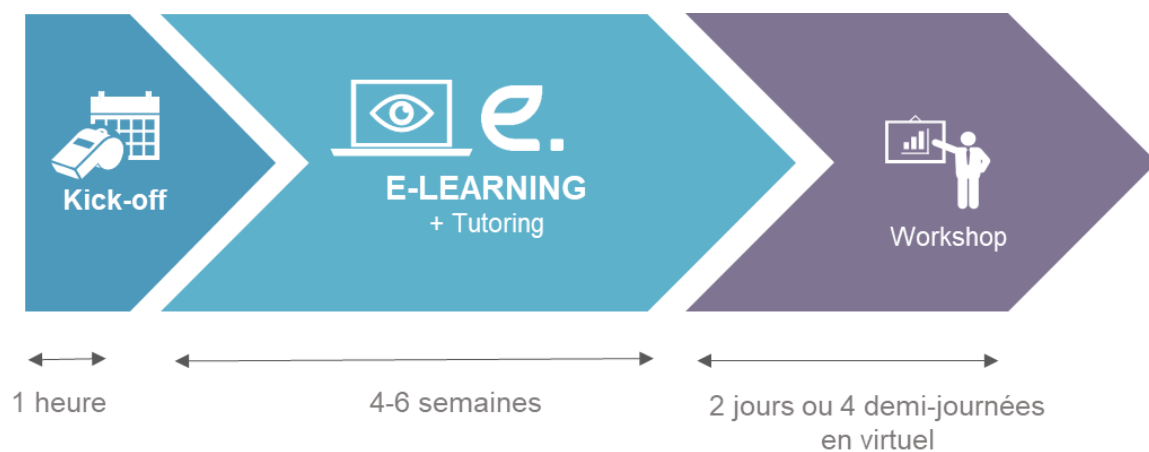 Kick-off
e.
E-LEARNING
+ Tutoring
Workshop
1 heure
4-6 semaines
2 jours ou 4 demi-journées
en virtuel